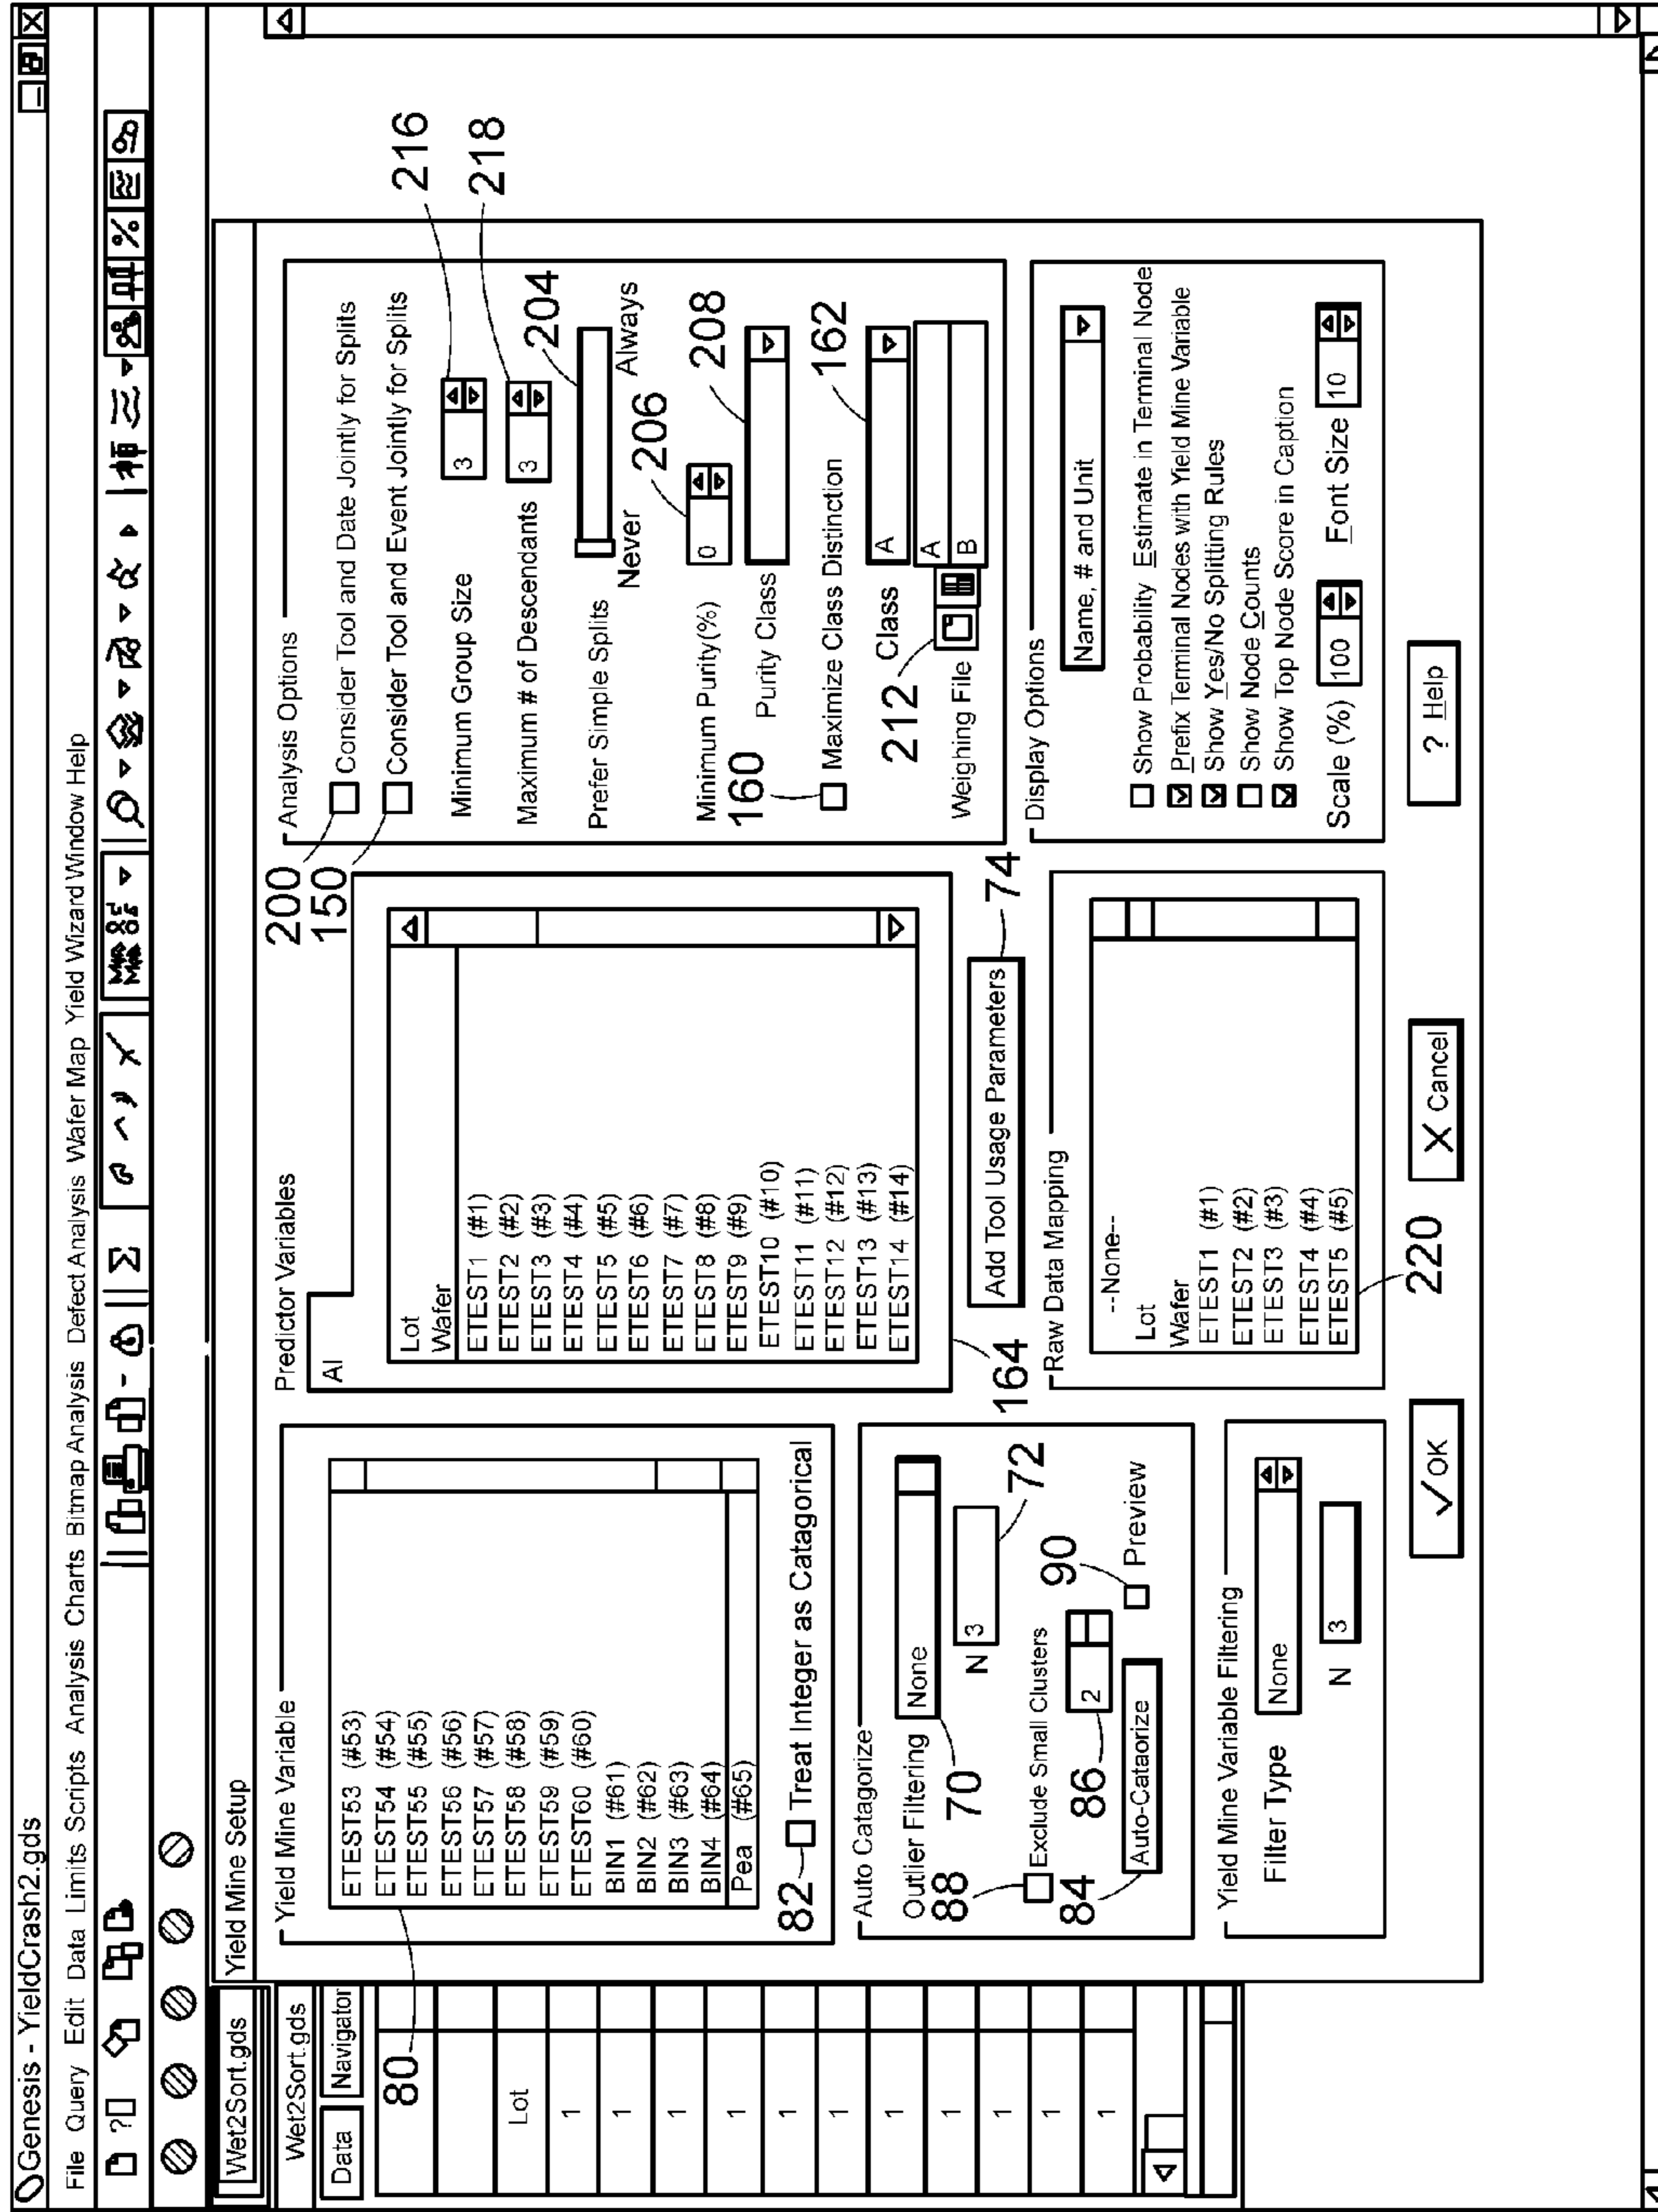 Genesis - YieldCrash2.gds
File Query Edit Data Limits Scripts Analysis Charts Bitmap Analysis Defect Analysis Wafer Map Yield Wizard Window Help
?
Σ
%
Wet2Sort.gds
Wet2Sort.gds
Data Navigator
80
Lot
1
1
1
1
1
1
1
1
1
1
1
Yield Mine Setup
Yield Mine Variable
ETEST53 (#53)
ETEST54 (#54)
ETEST55 (#55)
ETEST56 (#56)
ETEST57 (#57)
ETEST58 (#58)
ETEST59 (#59)
ETEST60 (#60)
BIN1 (#61)
BIN2 (#62)
BIN3 (#63)
BIN4 (#64)
Pea (#65)
82 Treat Integer as Catagorical
Auto Catagorize
Outlier Filtering None
70
N 3
72
88
Exclude Small Clusters
90
86
2
84
Auto-Cataorize
Preview
Yield Mine Variable Filtering
Filter Type None
N 3
Predictor Variables
Al
Lot
Wafer
ETEST1 (#1)
ETEST2 (#2)
ETEST3 (#3)
ETEST4 (#4)
ETEST5 (#5)
ETEST6 (#6)
ETEST7 (#7)
ETEST8 (#8)
ETEST9 (#9)
ETEST10 (#10)
ETEST11 (#11)
ETEST12 (#12)
ETEST13 (#13)
ETEST14 (#14)
164
Add Tool Usage Parameters
74
Raw Data Mapping
--None--
Lot
Wafer
ETEST1 (#1)
ETEST2 (#2)
ETEST3 (#3)
ETEST4 (#4)
ETEST5 (#5)
220
200
150
Analysis Options
Consider Tool and Date Jointly for Splits
216
Consider Tool and Event Jointly for Splits
Minimum Group Size 3
218
Maximum # of Descendants 3
204
Prefer Simple Splits
Never Always
206
Minimum Purity(%) 0
208
Purity Class
160
Maximize Class Distinction
162
212
Class A
A
B
Weighing File
Display Options
Name, # and Unit
Show Probability Estimate in Terminal Node
Prefix Terminal Nodes with Yield Mine Variable
Show Yes/No Splitting Rules
Show Node Counts
Show Top Node Score in Caption
Scale (%) 100 Font Size 10
OK
X Cancel
? Help